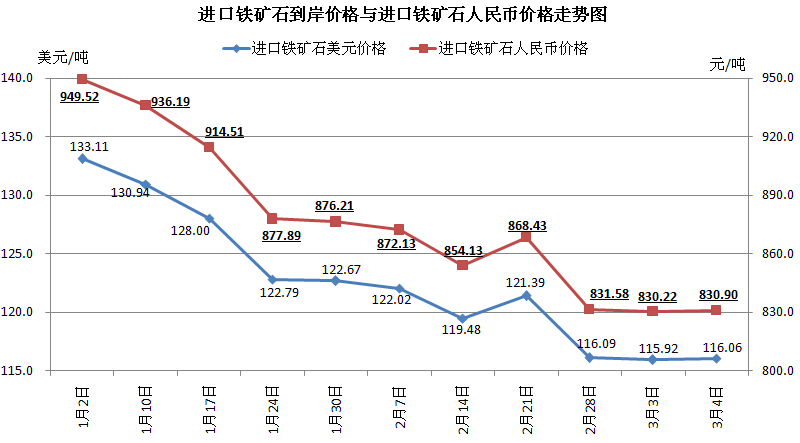 进口铁矿石到岸价格与进口铁矿石人民币价格走势图
美元/吨
进口铁矿石美元价格
进口铁矿石人民币价格
元/吨
140.0
135.0
130.0
125.0
120.0
115.0
950.0
920.0
890.0
860.0
830.0
800.0
949.52
936.19
914.51
877.89
876.21
872.13
854.13
868.43
831.58
830.22
830.90
133.11
130.94
128.00
122.79
122.67
122.02
119.48
121.39
116.09
115.92
116.06
1月2日
1月10日
1月17日
1月24日
1月30日
2月7日
2月14日
2月21日
2月28日
3月3日
3月4日